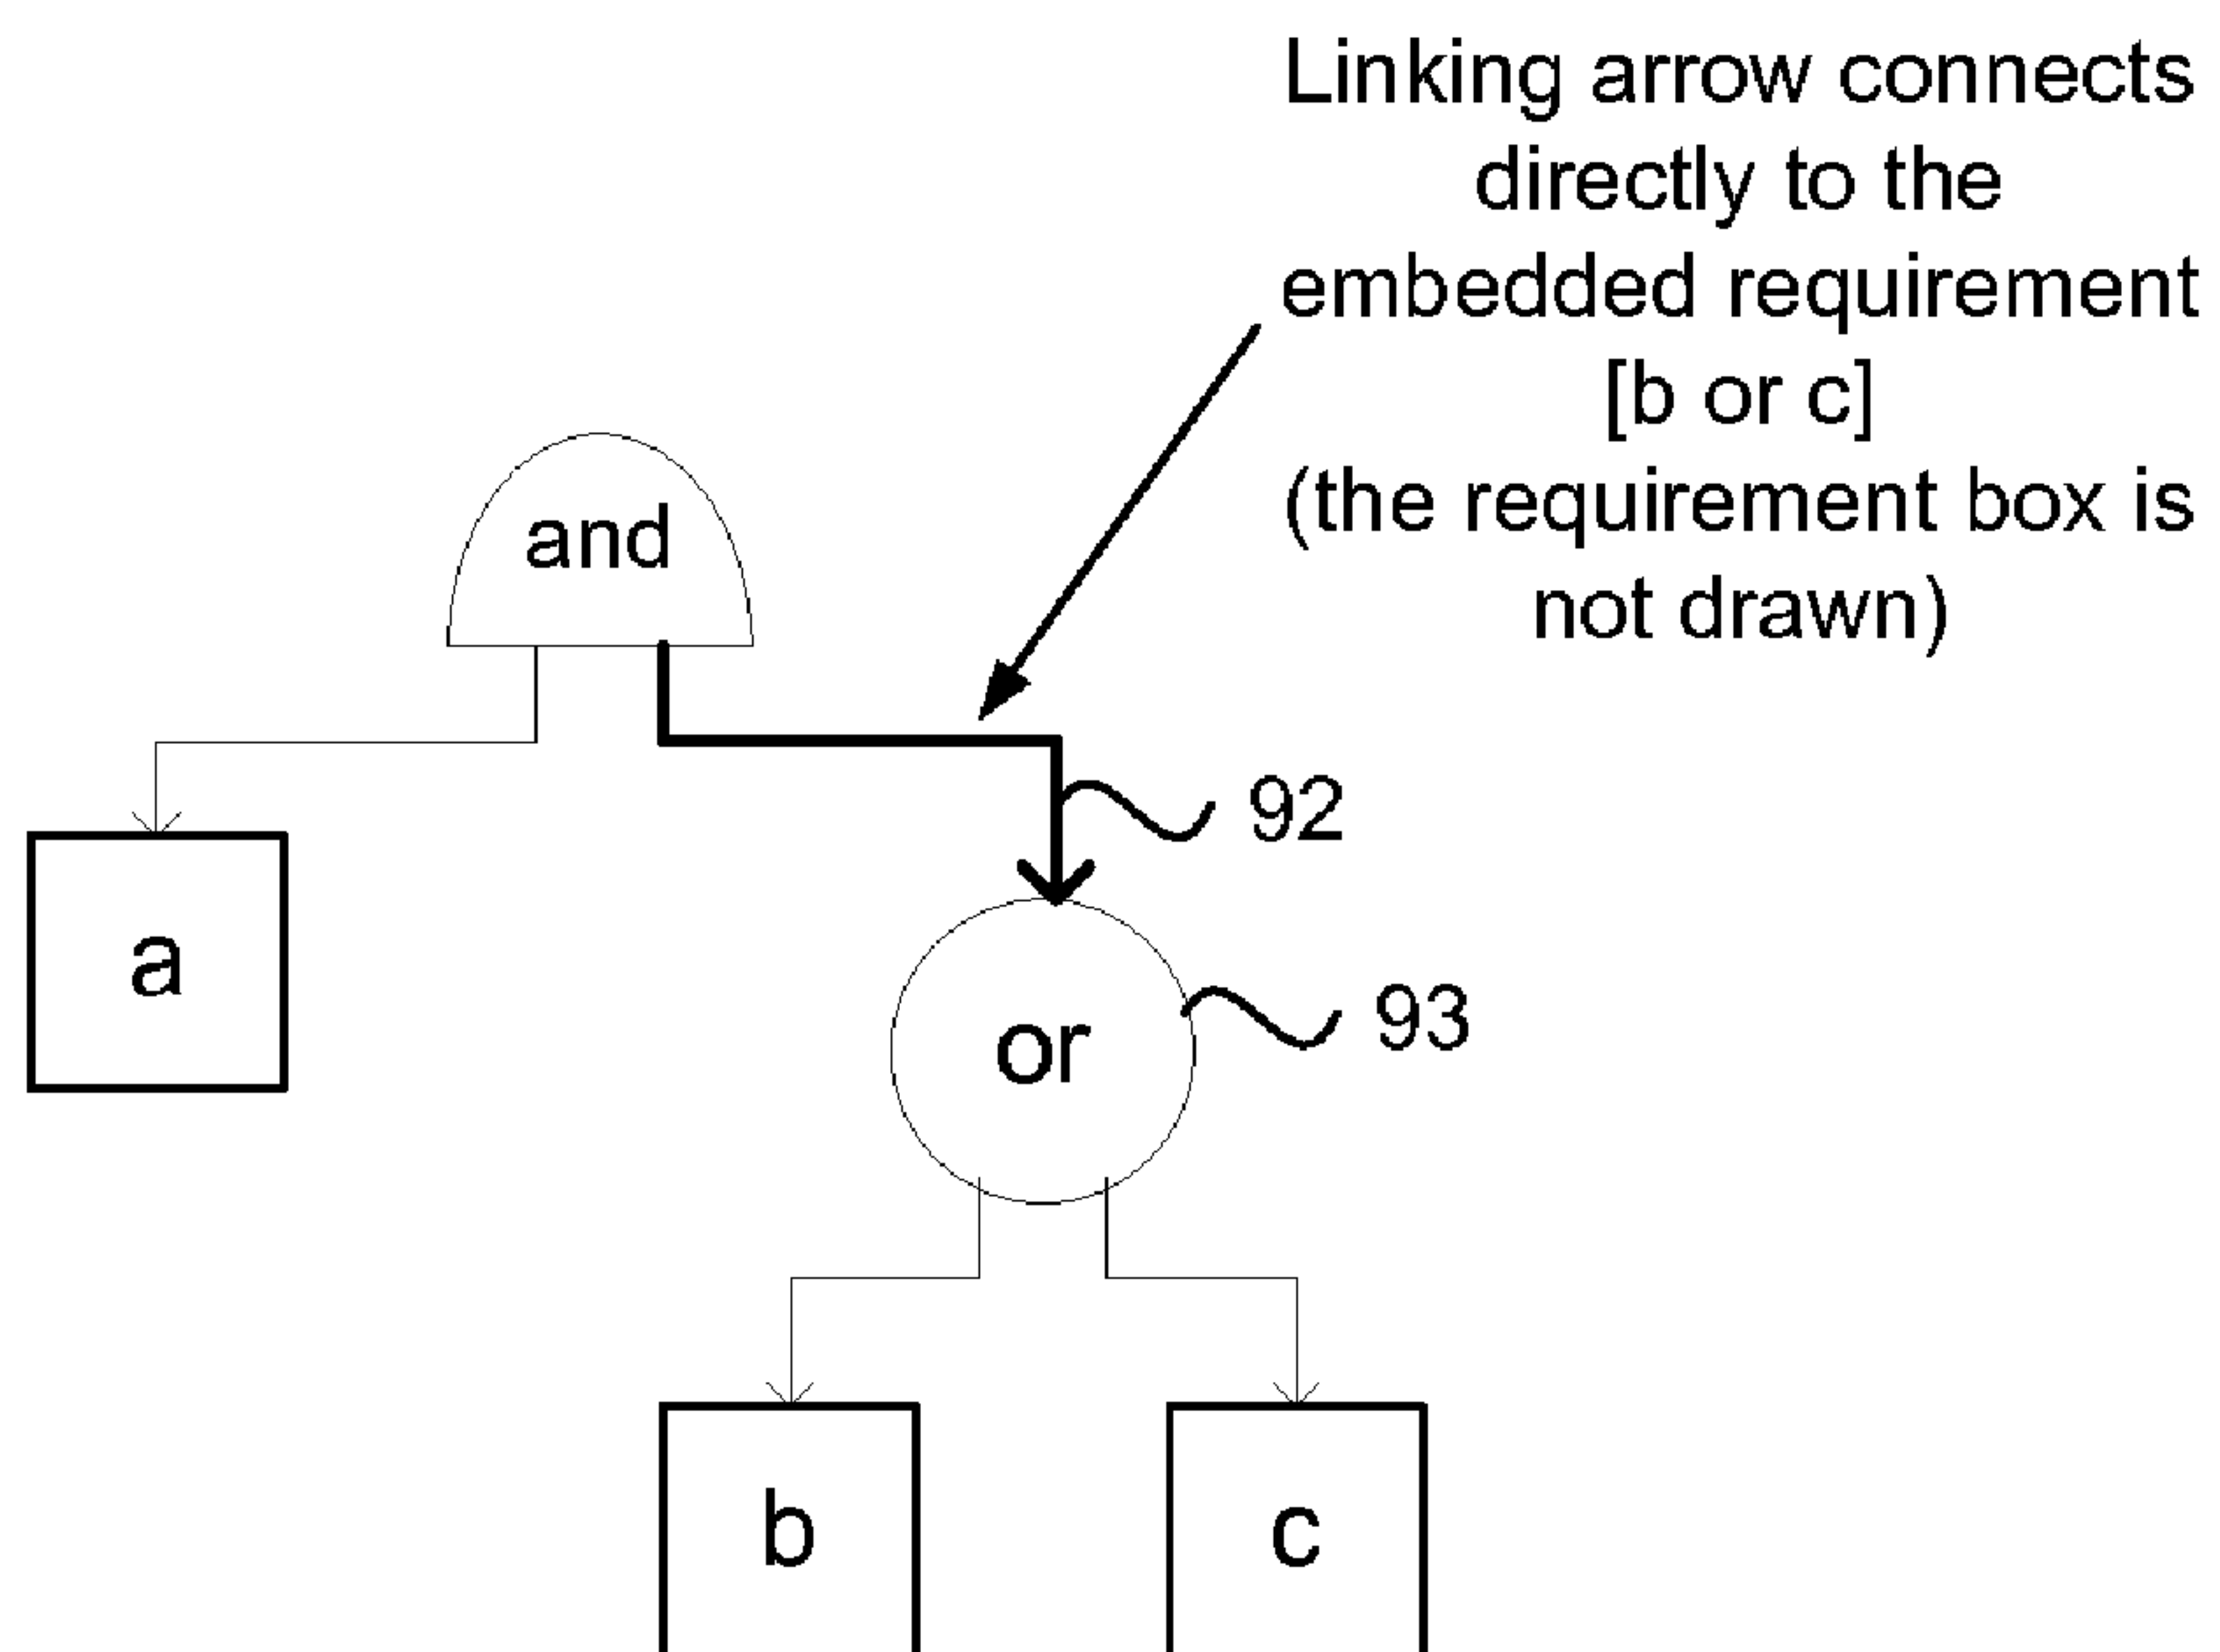 Linking arrow connects
directly to the
embedded requirement
[b or c]
(the requirement box is
not drawn)
and
92
a
93
or
b
c